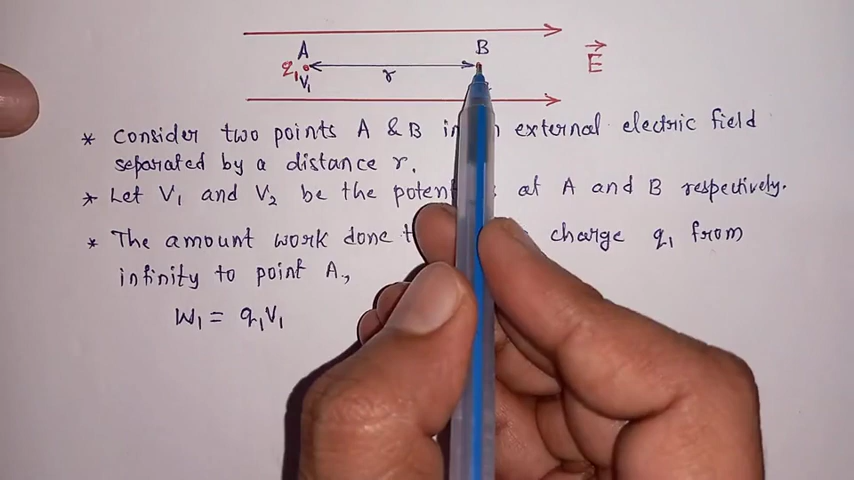 A B
q₁ r E
V₁
* Consider two points A & B in external electric field
separated by a distance r.
* Let V₁ and V₂ be the at A and B respectively.
* The amount work done charge q₁ from
infinity to point A.,
W₁ = q₁V₁